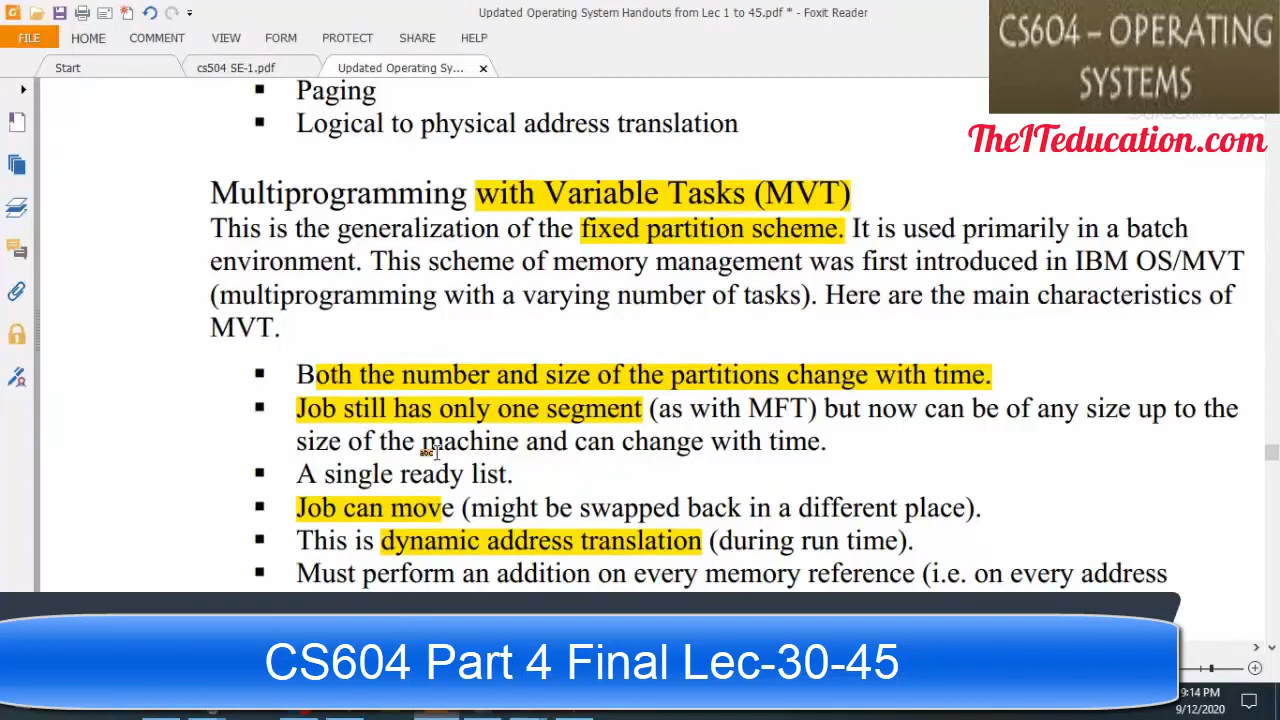 Updated Operating System Handouts from Lec 1 to 45.pdf * - Foxit Reader
FILE HOME COMMENT VIEW FORM PROTECT SHARE HELP
CS604 – OPERATING
SYSTEMS
Start cs504 SE-1.pdf Updated Operating Sy...
TheITeducation.com
▪ Paging
▪ Logical to physical address translation
Multiprogramming with Variable Tasks (MVT)
This is the generalization of the fixed partition scheme. It is used primarily in a batch
environment. This scheme of memory management was first introduced in IBM OS/MVT
(multiprogramming with a varying number of tasks). Here are the main characteristics of
MVT.
▪ Both the number and size of the partitions change with time.
▪ Job still has only one segment (as with MFT) but now can be of any size up to the
size of the machine and can change with time.
▪ A single ready list.
▪ Job can move (might be swapped back in a different place).
▪ This is dynamic address translation (during run time).
▪ Must perform an addition on every memory reference (i.e. on every address
CS604 Part 4 Final Lec-30-45
9:14 PM
9/12/2020